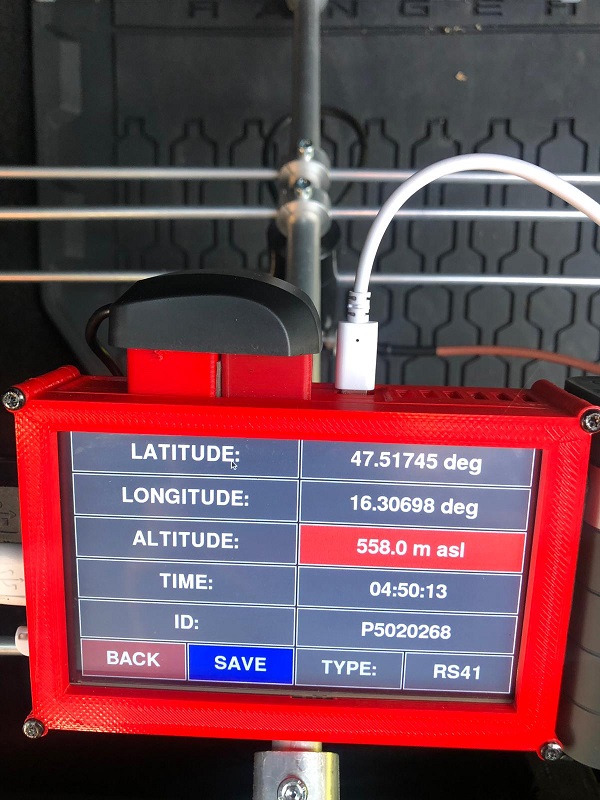 RANGER
LATITUDE: 47.51745 deg
LONGITUDE: 16.30698 deg
ALTITUDE: 558.0 m asl
TIME: 04:50:13
ID: P5020268
BACK SAVE TYPE: RS41